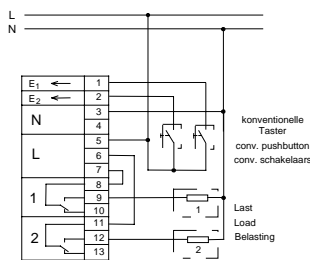 L
N
E1 1
E2 2
N 3
4
L 5
6
7
1 8
9
10
2 11
12
13
konventionelle
Taster
conv. pushbutton
conv. schakelaars
1
2
Last
Load
Belasting